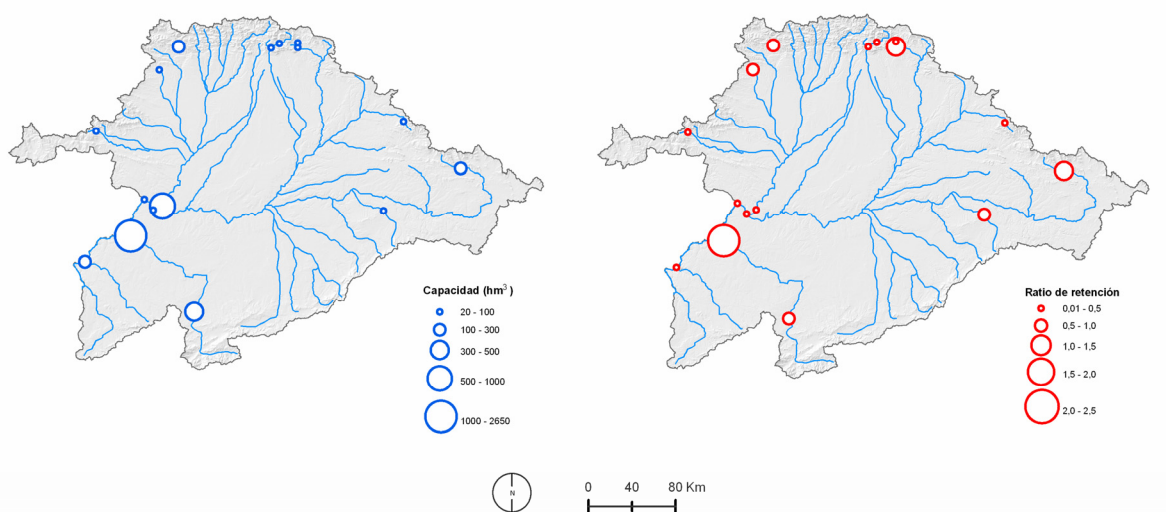 Capacidad (hm³ )
20 - 100
100 - 300
300 - 500
500 - 1000
1000 - 2650
Ratio de retención
0,01 - 0,5
0,5 - 1,0
1,0 - 1,5
1,5 - 2,0
2,0 - 2,5
N
0 40 80 Km